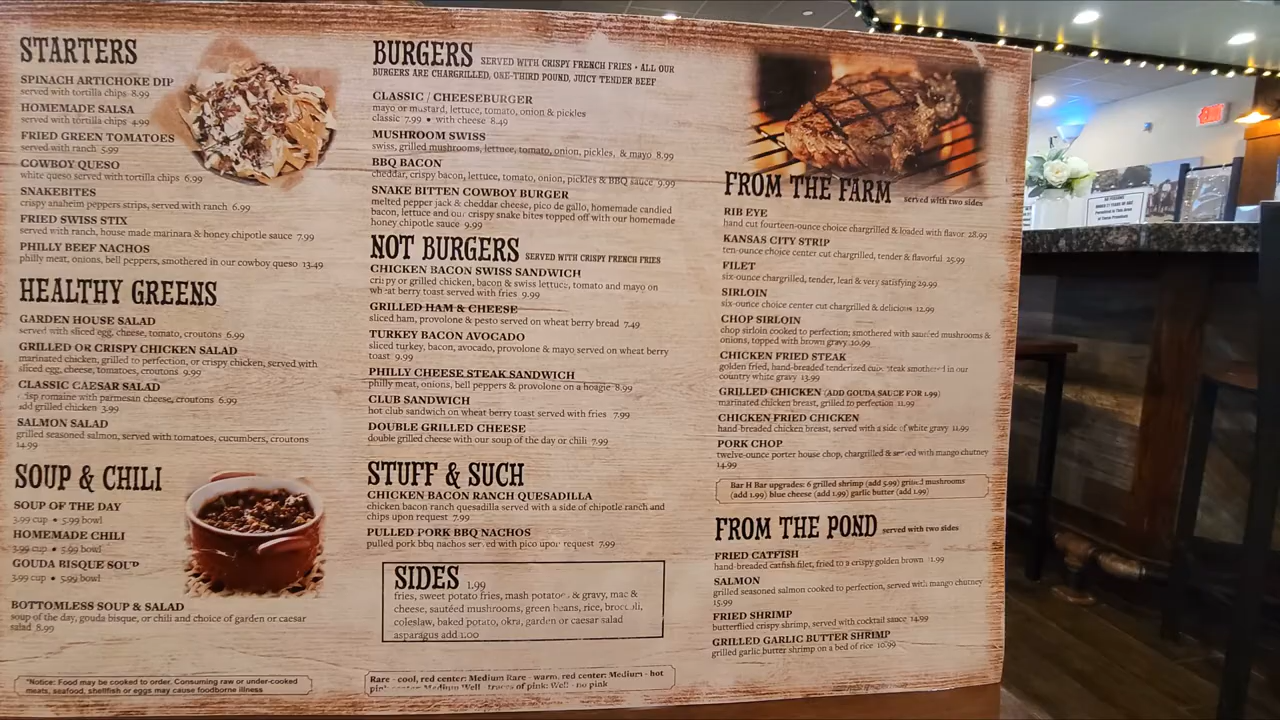 STARTERS
SPINACH ARTICHOKE DIP
served with tortilla chips 8.99
HOMEMADE SALSA
served with tortilla chips 4.99
FRIED GREEN TOMATOES
served with ranch 5.99
COWBOY QUESO
white queso served with tortilla chips 6.99
SNAKEBITES
crispy anaheim peppers strips, served with ranch 6.99
FRIED SWISS STIX
served with ranch, house made marinara & honey chipotle sauce 7.99
PHILLY BEEF NACHOS
philly meat, onions, bell peppers, smothered in our cowboy queso 13.49
HEALTHY GREENS
GARDEN HOUSE SALAD
served with sliced egg, cheese, tomato, croutons 6.99
GRILLED OR CRISPY CHICKEN SALAD
marinated chicken, grilled to perfection, or crispy chicken, served with
sliced egg, cheese, tomatoes, croutons 9.99
CLASSIC CAESAR SALAD
romaine with parmesan cheese, croutons 6.99
add grilled chicken 3.99
SALMON SALAD
grilled seasoned salmon, served with tomatoes, cucumbers, croutons
14.99
SOUP & CHILI
SOUP OF THE DAY
3.99 cup • 5.99 bowl
HOMEMADE CHILI
3.99 cup • 5.99 bowl
GOUDA BISQUE SOUP
3.99 cup • 5.99 bowl
BOTTOMLESS SOUP & SALAD
soup of the day, gouda bisque, or chili and choice of garden or caesar
salad 8.99
*Notice: Food may be cooked to order. Consuming raw or under-cooked
meats, seafood, shellfish or eggs may cause foodborne illness
BURGERS SERVED WITH CRISPY FRENCH FRIES • ALL OUR
BURGERS ARE CHARGRILLED, ONE-THIRD POUND, JUICY TENDER BEEF
CLASSIC / CHEESEBURGER
mayo or mustard, lettuce, tomato, onion & pickles
classic 7.99 • with cheese 8.49
MUSHROOM SWISS
swiss, grilled mushrooms, lettuce, tomato, onion, pickles, & mayo 8.99
BBQ BACON
cheddar, crispy bacon, lettuce, tomato, onion, pickles & BBQ sauce 9.99
SNAKE BITTEN COWBOY BURGER
melted pepper jack & cheddar cheese, pico de gallo, homemade candied
bacon, lettuce and our crispy snake bites topped off with our homemade
honey chipotle sauce 9.99
NOT BURGERS SERVED WITH CRISPY FRENCH FRIES
CHICKEN BACON SWISS SANDWICH
crispy or grilled chicken, bacon & swiss lettuce, tomato and mayo on
wheat berry toast served with fries 9.99
GRILLED HAM & CHEESE
sliced ham, provolone & pesto served on wheat berry bread 7.49
TURKEY BACON AVOCADO
sliced turkey, bacon, avocado, provolone & mayo served on wheat berry
toast 9.99
PHILLY CHEESE STEAK SANDWICH
philly meat, onions, bell peppers & provolone on a hoagie 8.99
CLUB SANDWICH
hot club sandwich on wheat berry toast served with fries 7.99
DOUBLE GRILLED CHEESE
double grilled cheese with our soup of the day or chili 7.99
STUFF & SUCH
CHICKEN BACON RANCH QUESADILLA
chicken bacon ranch quesadilla served with a side of chipotle ranch and
chips upon request 7.99
PULLED PORK BBQ NACHOS
pulled pork bbq nachos served with pico upon request 7.99
SIDES 1.99
fries, sweet potato fries, mash potatoes & gravy, mac &
cheese, sautéed mushrooms, green beans, rice, broccoli,
coleslaw, baked potato, okra, garden or caesar salad
asparagus add 1.00
Rare - cool, red center: Medium Rare - warm, red center: Medium - hot
pink center: Medium Well - traces of pink: Well - no pink
FROM THE FARM served with two sides
RIB EYE
hand cut fourteen-ounce choice chargrilled & loaded with flavor 28.99
KANSAS CITY STRIP
ten-ounce choice center cut chargrilled, tender & flavorful 25.99
FILET
six-ounce chargrilled, tender, lean & very satisfying 29.99
SIRLOIN
six-ounce choice center cut chargrilled & delicious 12.99
CHOP SIRLOIN
chop sirloin cooked to perfection; smothered with sautéed mushrooms &
onions, topped with brown gravy 10.99
CHICKEN FRIED STEAK
golden fried, hand-breaded tenderized cube steak smothered in our
country white gravy 13.99
GRILLED CHICKEN (ADD GOUDA SAUCE FOR 1.99)
marinated chicken breast, grilled to perfection 11.99
CHICKEN FRIED CHICKEN
hand-breaded chicken breast, served with a side of white gravy 11.99
PORK CHOP
twelve-ounce porter house chop, chargrilled & served with mango chutney
14.99
Bar H Bar upgrades: 6 grilled shrimp (add 5.99) grilled mushrooms
(add 1.99) blue cheese (add 1.99) garlic butter (add 1.99)
FROM THE POND served with two sides
FRIED CATFISH
hand-breaded catfish filet, fried to a crispy golden brown
SALMON
grilled seasoned salmon cooked to perfection, served with mango chutney
15.99
FRIED SHRIMP
butterflied crispy shrimp, served with cocktail sauce 14.99
GRILLED GARLIC BUTTER SHRIMP
grilled garlic butter shrimp on a bed of rice 10.99
EXIT